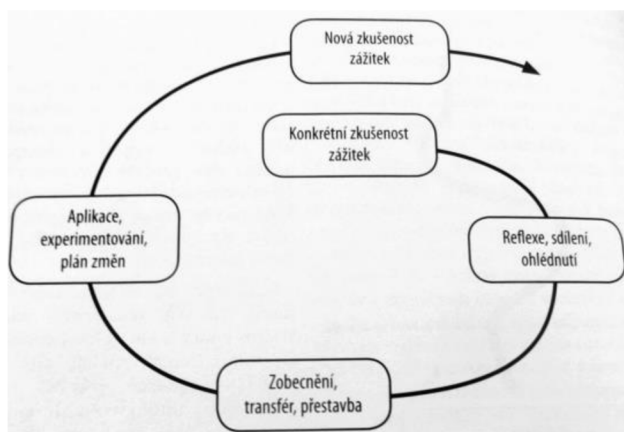 Nová zkušenost
zážitek
Konkrétní zkušenost
zážitek
Aplikace,
experimentování,
plán změn
Reflexe, sdílení,
ohlédnutí
Zobecnění,
transfér, přestavba